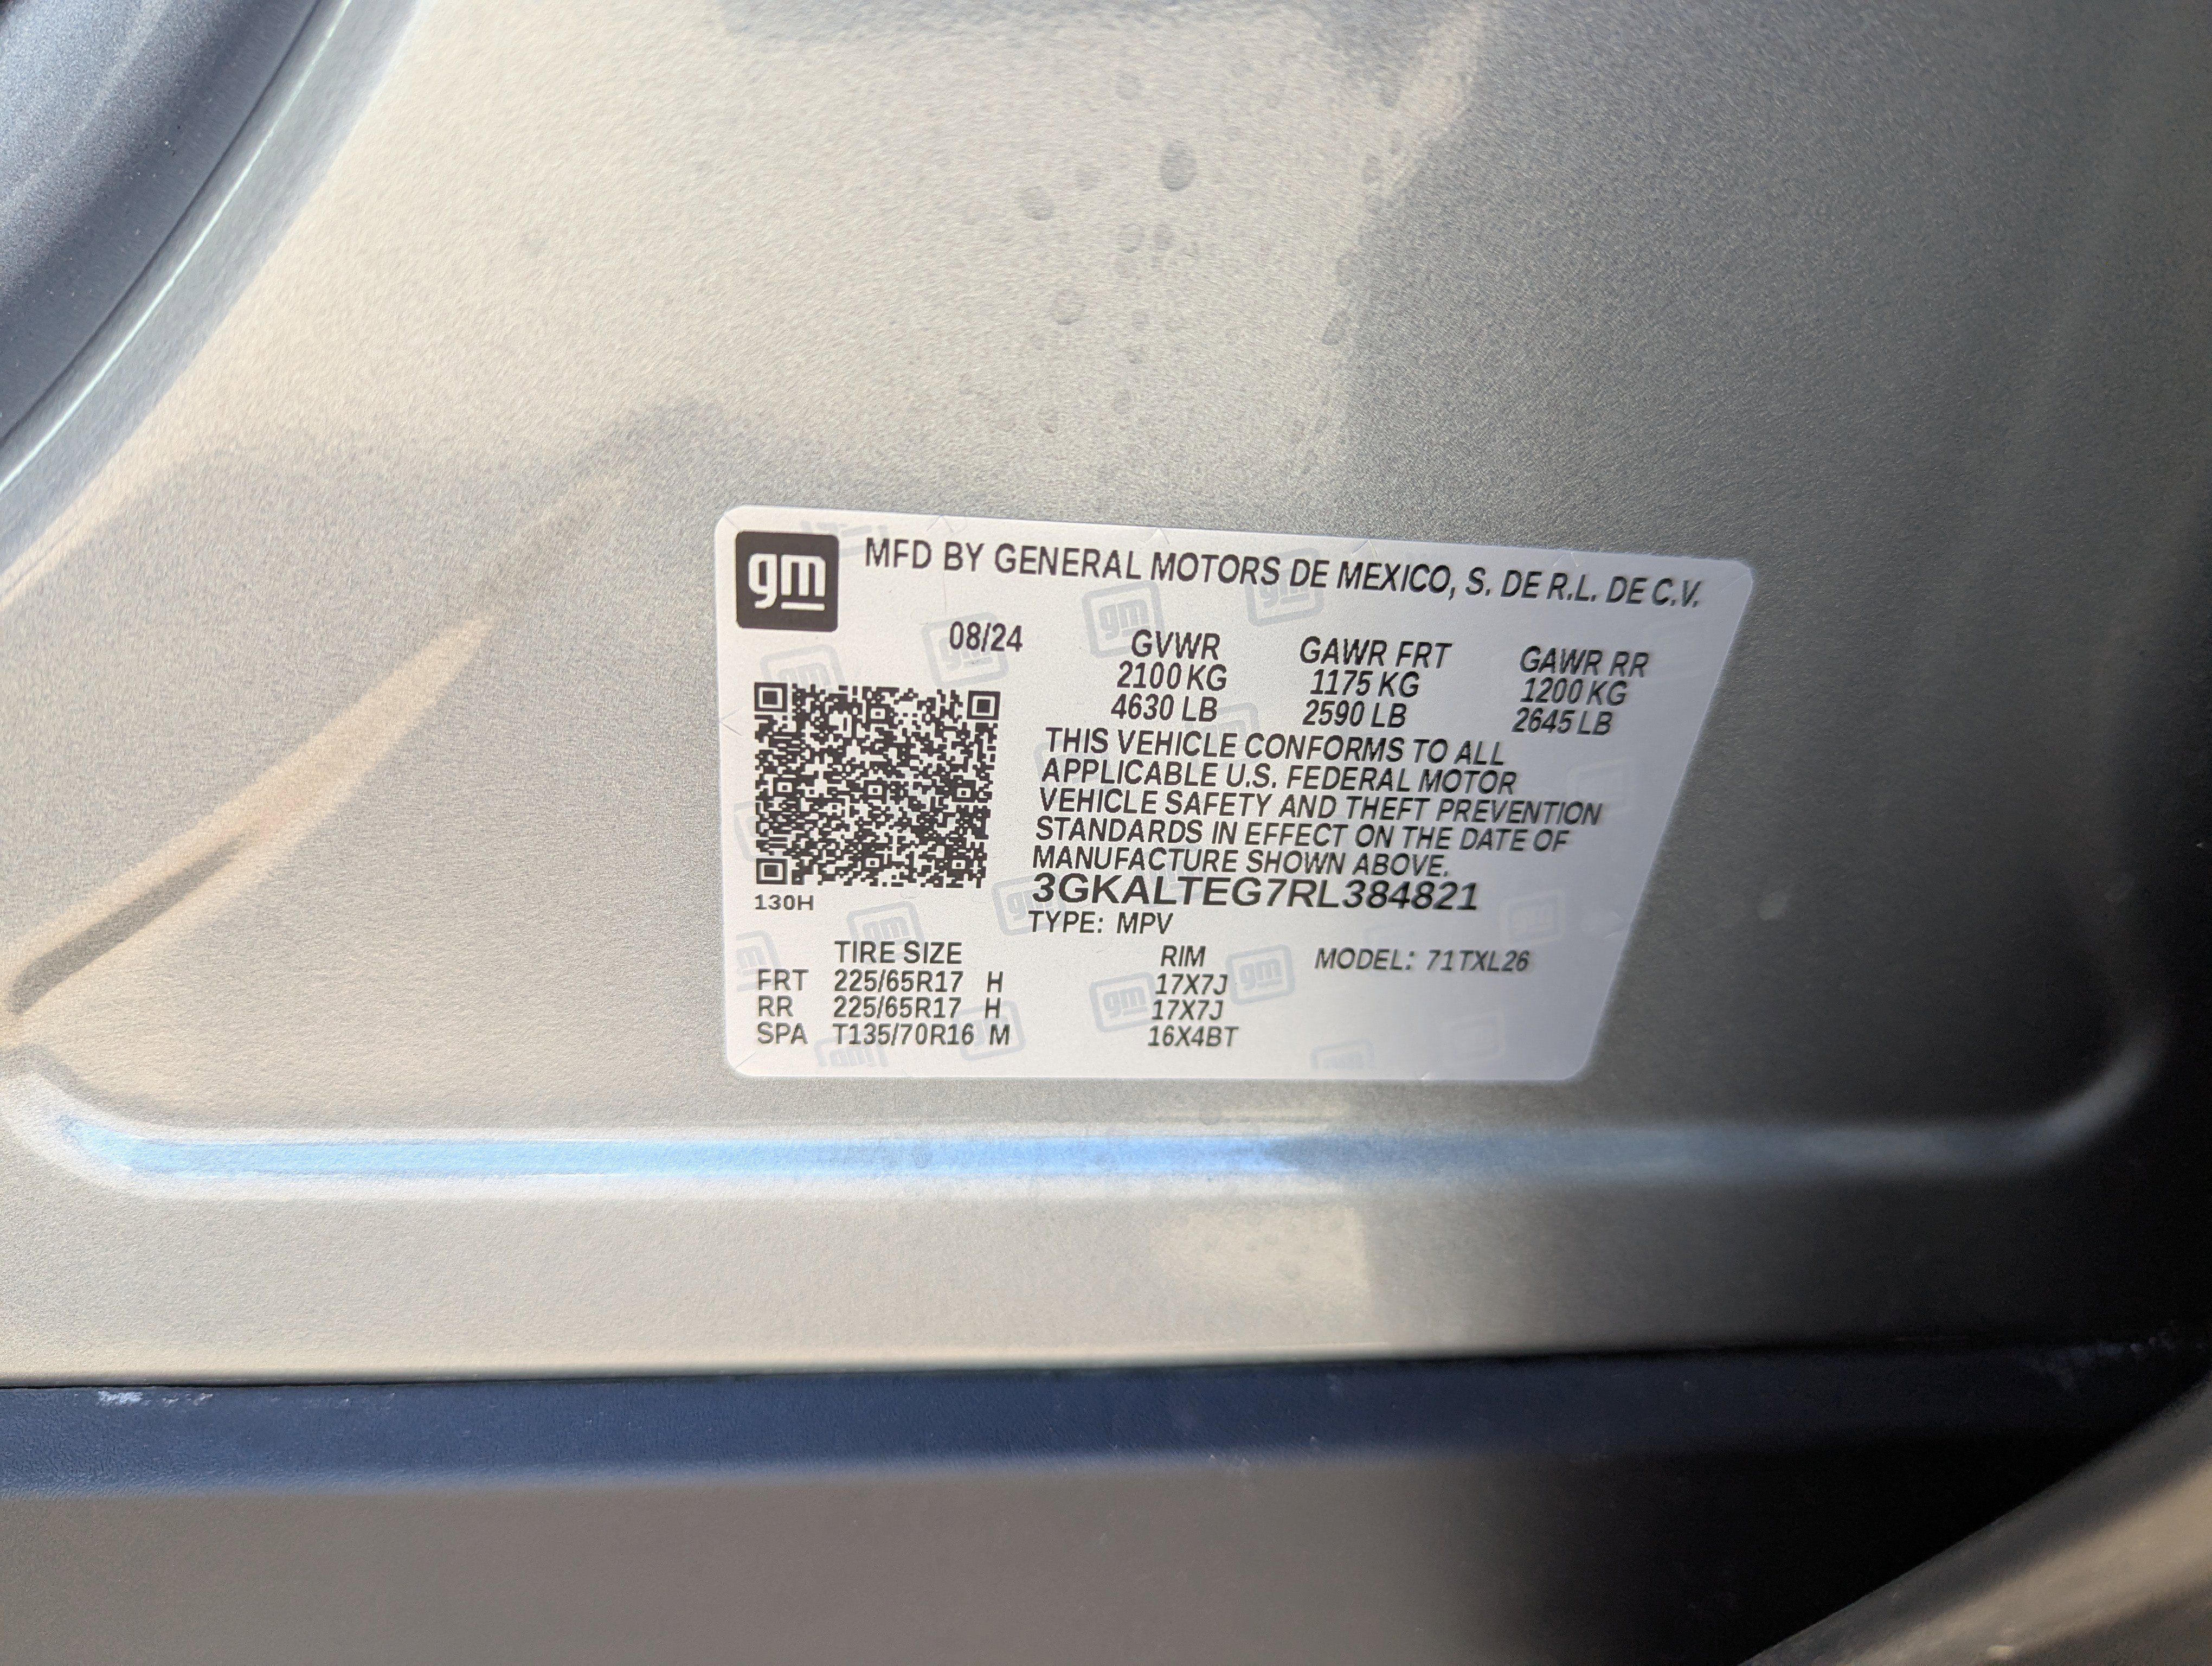 gm MFD BY GENERAL MOTORS DE MEXICO, S. DE R.L. DE C.V.
08/24 GVWR GAWR FRT GAWR RR
2100 KG 1175 KG 1200 KG
4630 LB 2590 LB 2645 LB
THIS VEHICLE CONFORMS TO ALL
APPLICABLE U.S. FEDERAL MOTOR
VEHICLE SAFETY AND THEFT PREVENTION
STANDARDS IN EFFECT ON THE DATE OF
MANUFACTURE SHOWN ABOVE.
3GKALTEG7RL384821
130H
TYPE: MPV
TIRE SIZE RIM MODEL: 71TXL26
FRT 225/65R17 H 17X7J
RR 225/65R17 H 17X7J
SPA T135/70R16 M 16X4BT